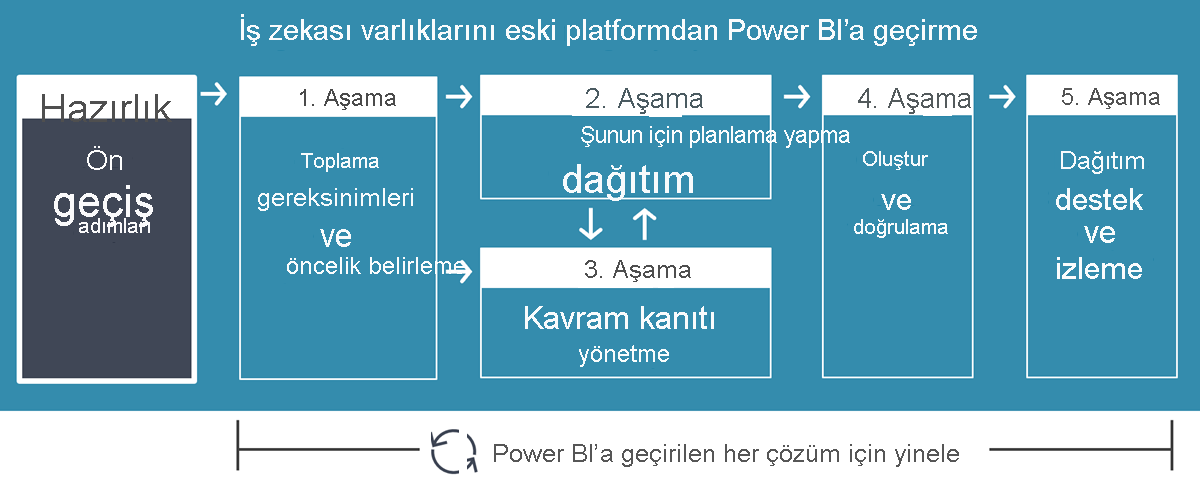 İş zekası varlıklarını eski platformdan Power BI’a geçirme
Hazırlık
Ön
geçiş
adımları
1. Aşama
Toplama
gereksinimleri
ve
öncelik belirleme
2. Aşama
Şunun için planlama yapma
dağıtım
3. Aşama
Kavram kanıtı
yönetme
4. Aşama
Oluştur
ve
doğrulama
5. Aşama
Dağıtım
destek
ve
izleme
Power BI’a geçirilen her çözüm için yinele